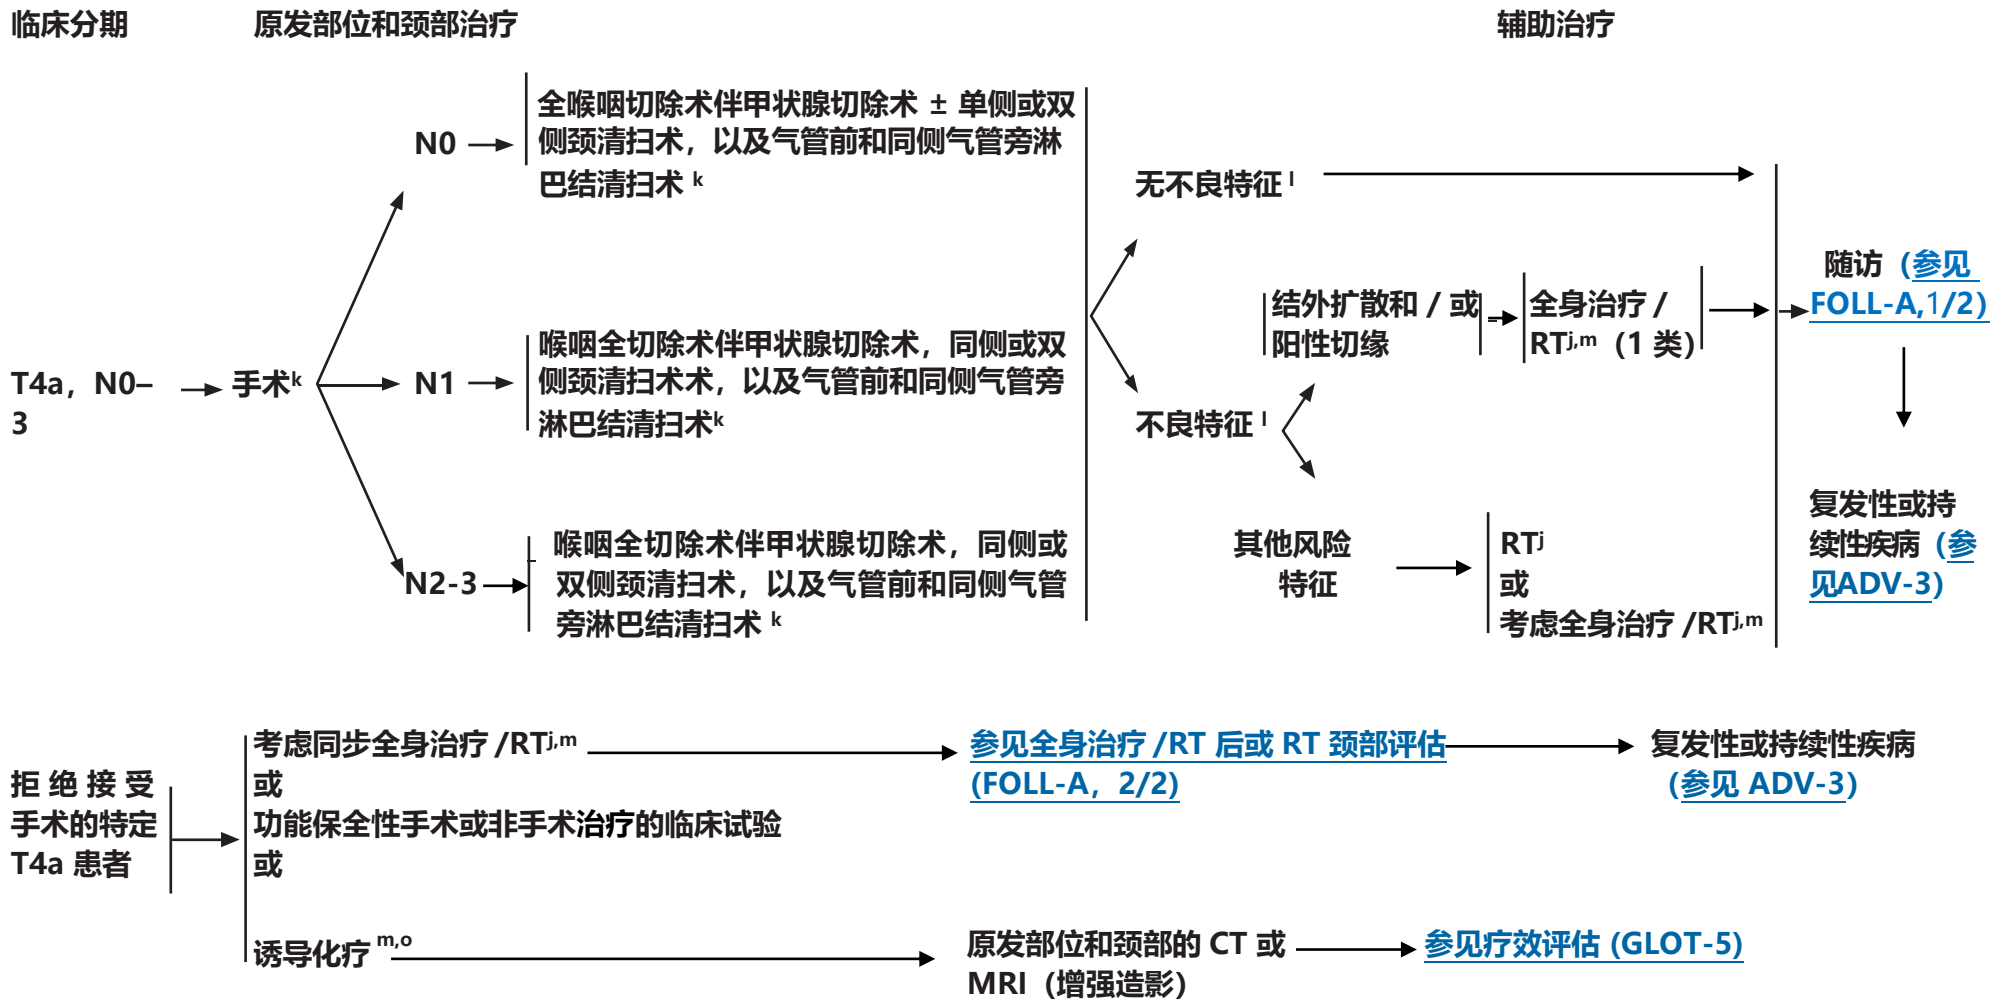 临床分期
原发部位和颈部治疗
辅助治疗
N0
全喉咽切除术伴甲状腺切除术 ± 单侧或双
侧颈清扫术，以及气管前和同侧气管旁淋
巴结清扫术 k
T4a，N0–
3
手术k
N1
喉咽全切除术伴甲状腺切除术，同侧或双
侧颈清扫术术，以及气管前和同侧气管旁
淋巴结清扫术k
N2-3
喉咽全切除术伴甲状腺切除术，同侧或
双侧颈清扫术，以及气管前和同侧气管
旁淋巴结清扫术 k
无不良特征 l
不良特征 l
结外扩散和 / 或
阳性切缘
全身治疗 /
RTj,m（1 类）
其他风险
特征
RTj
或
考虑全身治疗 /RTj,m
随访（参见
FOLL-A,1/2)
复发性或持
续性疾病（参
见ADV-3）
拒 绝 接 受
手术的特定
T4a 患者
考虑同步全身治疗 /RTj,m
或
功能保全性手术或非手术治疗的临床试验
或
诱导化疗 m,o
参见全身治疗 /RT 后或 RT 颈部评估
(FOLL-A，2/2)
复发性或持续性疾病
（参见 ADV-3）
原发部位和颈部的 CT 或
MRI（增强造影）
参见疗效评估 (GLOT-5)